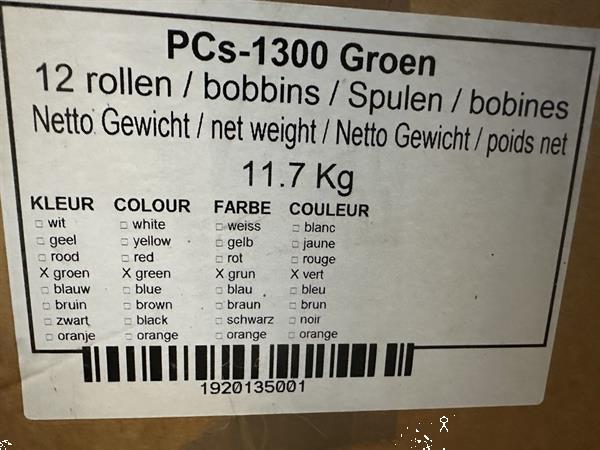 PCs-1300 Groen
12 rollen / bobbins / Spulen / bobines
Netto Gewicht / net weight / Netto Gewicht / poids net
11.7 Kg
KLEUR COLOUR FARBE COULEUR
□ wit □ white □ weiss □ blanc
□ geel □ yellow □ gelb □ jaune
□ rood □ red □ rot □ rouge
X groen X green X grun X vert
□ blauw □ blue □ blau □ bleu
□ bruin □ brown □ braun □ brun
□ zwart □ black □ schwarz □ noir
□ oranje □ orange □ orange □ orange
1920135001